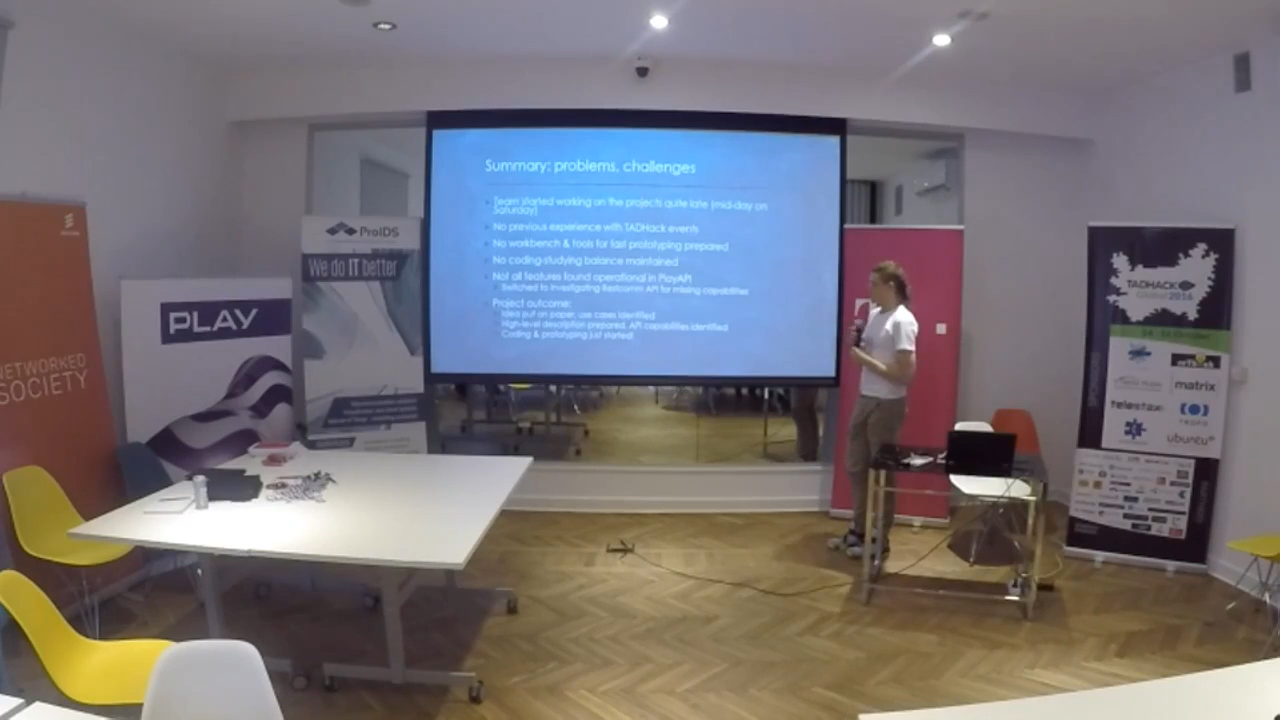 Summary: problems, challenges
Team started working on the projects quite late (mid-day on
Saturday)
No previous experience with TADHack events
No workbench & tools for fast prototyping prepared
No coding-studying balance maintained
Not all features found operational in PlayAPI
Switched to investigating Restcomm API for missing capabilities
Project outcome:
Idea put on paper, use cases identified
High-level description prepared, API capabilities identified
Coding & prototyping just started!
NETWORKED
SOCIETY
PLAY
ProIDS
We do IT better
T
TADHACK
Global 2016
matrix
telestax
ubuntu